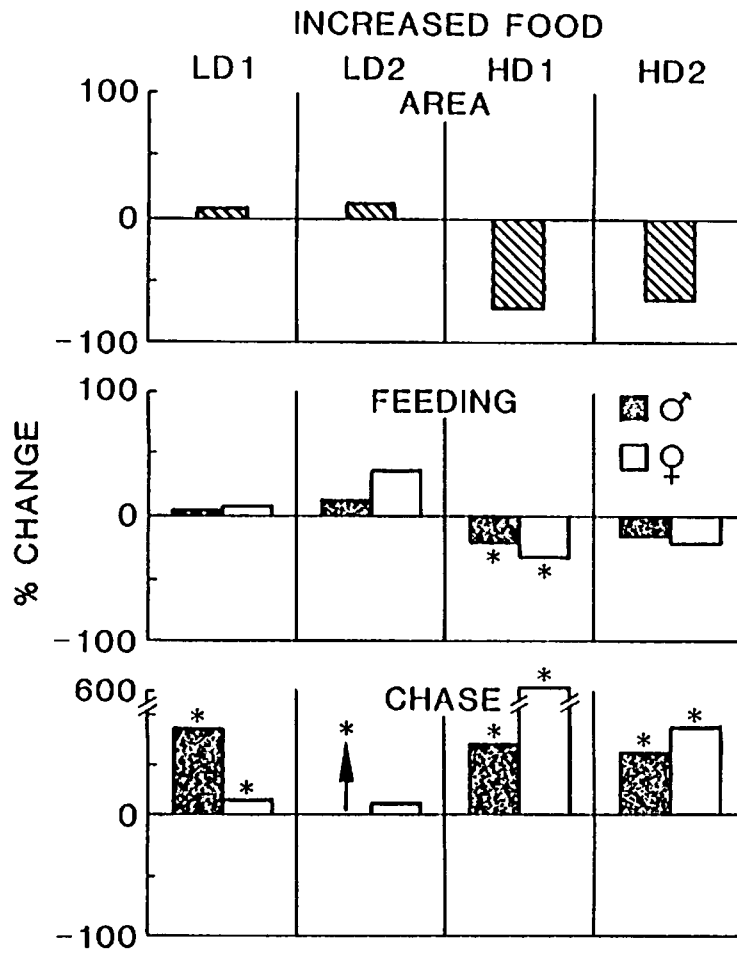 INCREASED FOOD
LD1 LD2 HD1 HD2
100
AREA
0
-100
% CHANGE
100
FEEDING
♂
♀
0
* *
-100
600
CHASE
* * * * * * *
0
-100